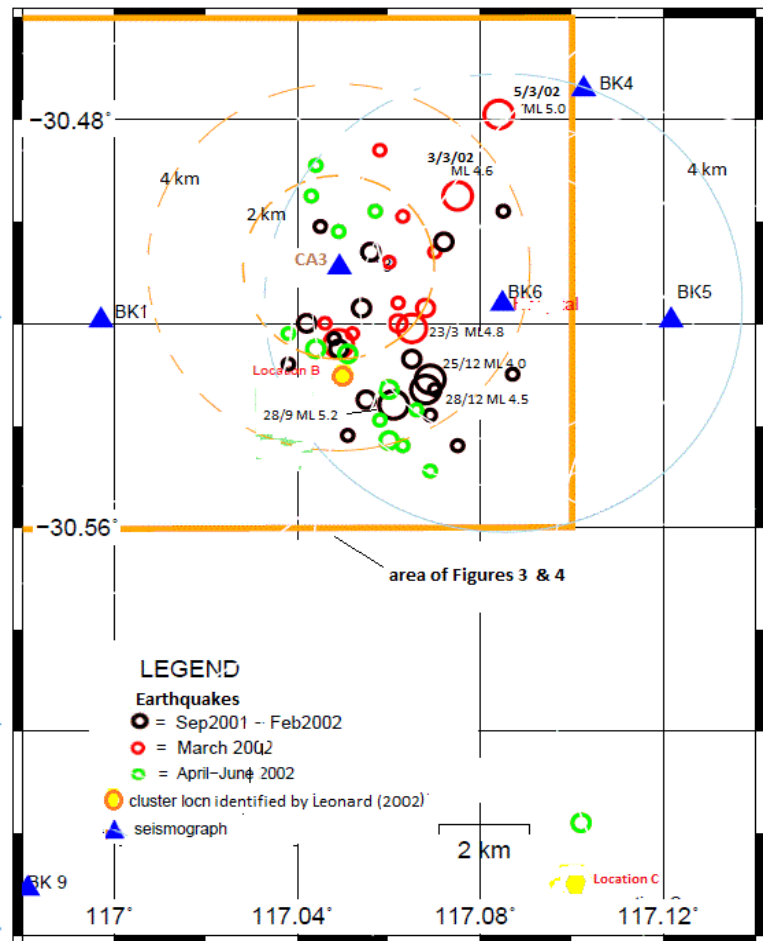 5/3/02
ML 5.0
BK4
−30.48°
3/3/02
ML 4.6
4 km
4 km
2 km
CA3
BK6
BK5
BK1
23/3 ML4.8
25/12 ML 4.0
Location B
28/12 ML 4.5
28/9 ML 5.2
−30.56°
area of Figures 3 & 4
LEGEND
Earthquakes
= Sep2001 - Feb2002
= March 2002
= April-June 2002
cluster locn identified by Leonard (2002)
seismograph
2 km
BK 9
Location C
117°
117.04°
117.08°
117.12°